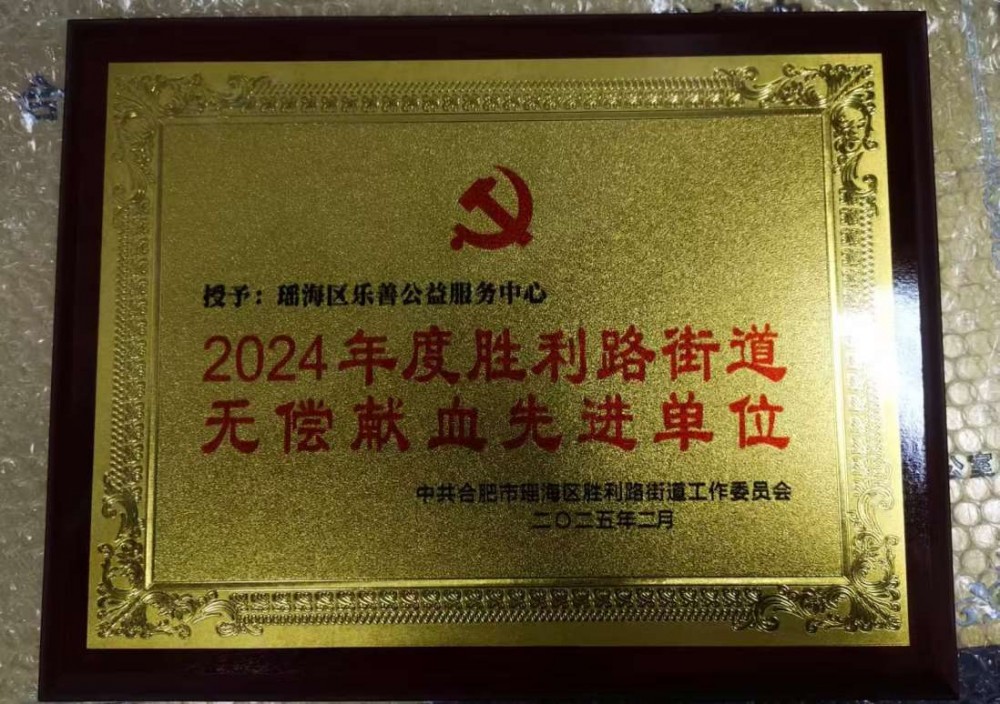 授予：瑶海区乐善公益服务中心
2024年度胜利路街道
无偿献血先进单位
中共合肥市瑶海区胜利路街道工作委员会
二〇二五年二月